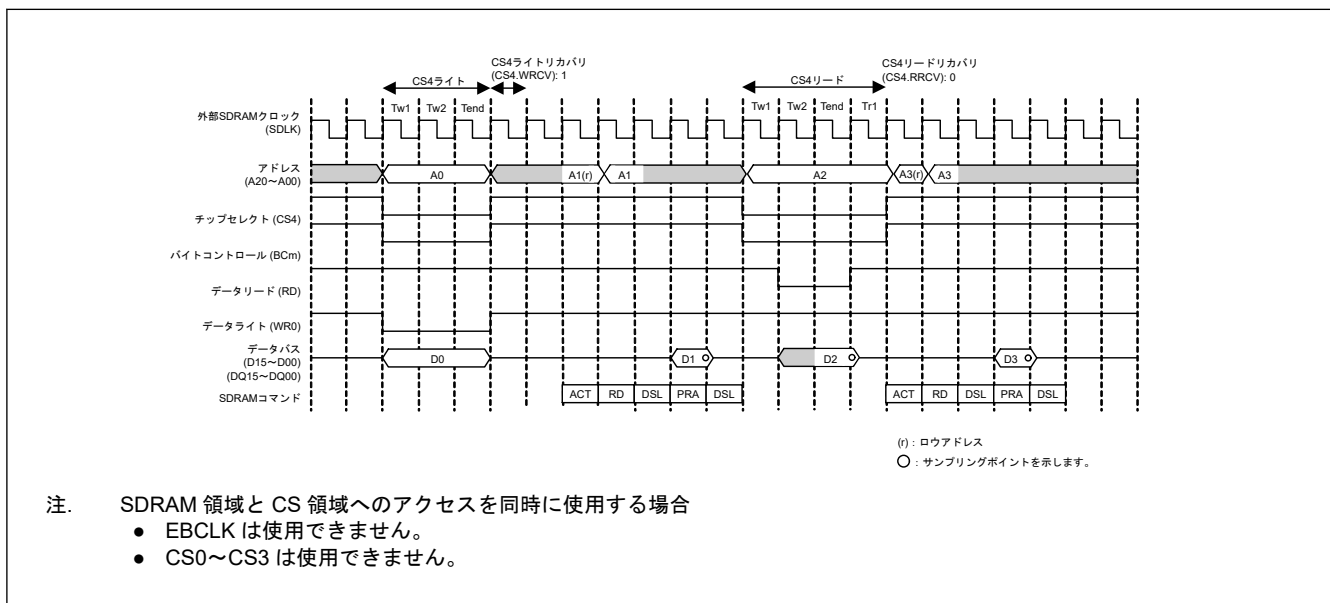 CS4ライト
CS4ライトリカバリ
(CS4.WRCV): 1
CS4リード
CS4リードリカバリ
(CS4.RRCV): 0
Tw1 Tw2 Tend
Tw1 Tw2 Tend Tr1
外部SDRAMクロック
(SDLK)
アドレス
(A20～A00)
A0 A1(r) A1 A2 A3(r) A3
チップセレクト (CS4)
バイトコントロール (BCm)
データリード (RD)
データライト (WR0)
データバス
(D15～D00)
(DQ15～DQ00)
D0 D1 D2 D3
SDRAMコマンド
ACT RD DSL PRA DSL
ACT RD DSL PRA DSL
(r) : ロウアドレス
○ : サンプリングポイントを示します。
注. SDRAM 領域と CS 領域へのアクセスを同時に使用する場合
● EBCLK は使用できません。
● CS0～CS3 は使用できません。